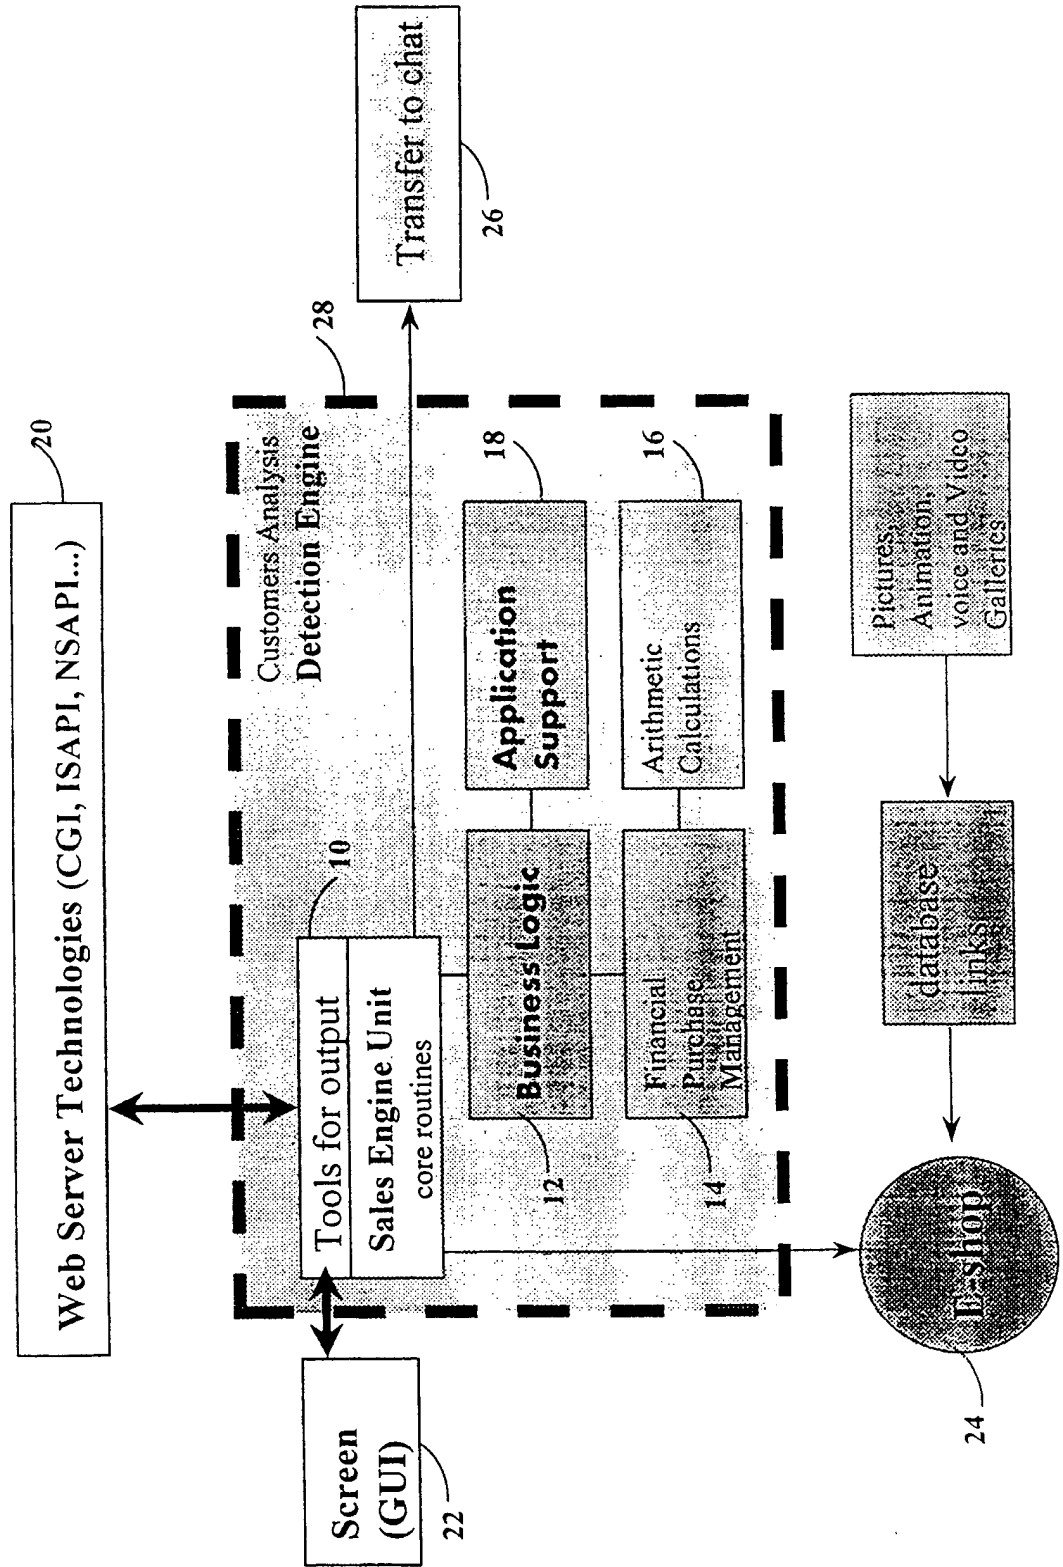 Web Server Technologies (CGI, ISAPI, NSAPI...)
20
Customers Analysis
Detection Engine
28
Screen
(GUI)
22
Tools for output
Sales Engine Unit
core routines
10
Transfer to chat
26
Business Logic
12
Application
Support
18
Financial
Purchase
Management
14
Arithmetic
Calculations
16
E-shop
24
database
links
Pictures,
Animation,
voice and Video
Galleries